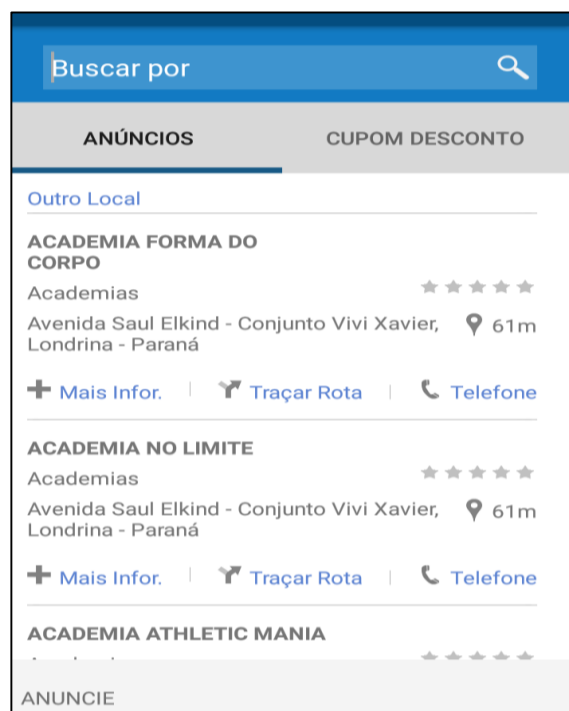 Buscar por
ANÚNCIOS CUPOM DESCONTO
Outro Local
ACADEMIA FORMA DO
CORPO
Academias
Avenida Saul Elkind - Conjunto Vivi Xavier, 61m
Londrina - Paraná
Mais Infor. Traçar Rota Telefone
ACADEMIA NO LIMITE
Academias
Avenida Saul Elkind - Conjunto Vivi Xavier, 61m
Londrina - Paraná
Mais Infor. Traçar Rota Telefone
ACADEMIA ATHLETIC MANIA
ANUNCIE